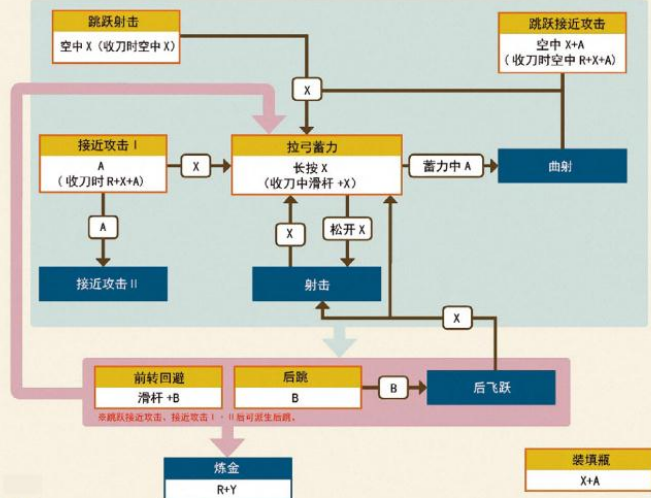 跳跃射击
空中 X（收刀时空中 X）
跳跃接近攻击
空中 X+A
（收刀时空中 R+X+A）
X
接近攻击 I
A
（收刀时 R+X+A）
X
拉弓蓄力
长按 X
（收刀中滑杆 +X）
蓄力中 A
曲射
A
X
松开 X
接近攻击 II
射击
X
前转回避
滑杆 +B
后跳
B
B
后飞跃
※跳跃接近攻击、接近攻击 I · II 后可派生后跳。
炼金
R+Y
装填瓶
X+A